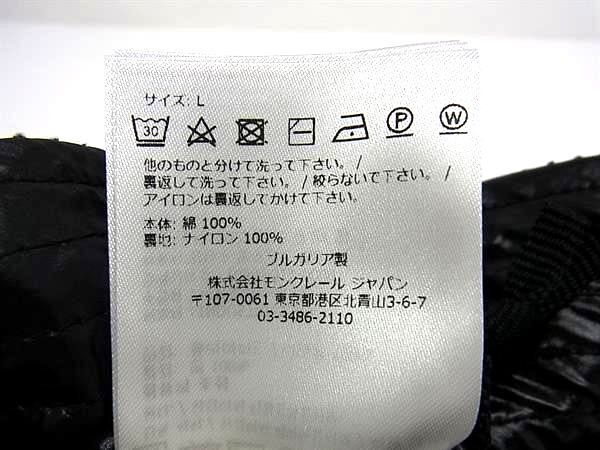 サイズ: L
30 P W
他のものと分けて洗って下さい。/
裏返して洗って下さい。/ 絞らないで下さい。/
アイロンは裏返してかけて下さい。
本体: 綿 100%
裏地: ナイロン 100%
ブルガリア製
株式会社モンクレール ジャパン
〒107-0061 東京都港区北青山3-6-7
03-3486-2110